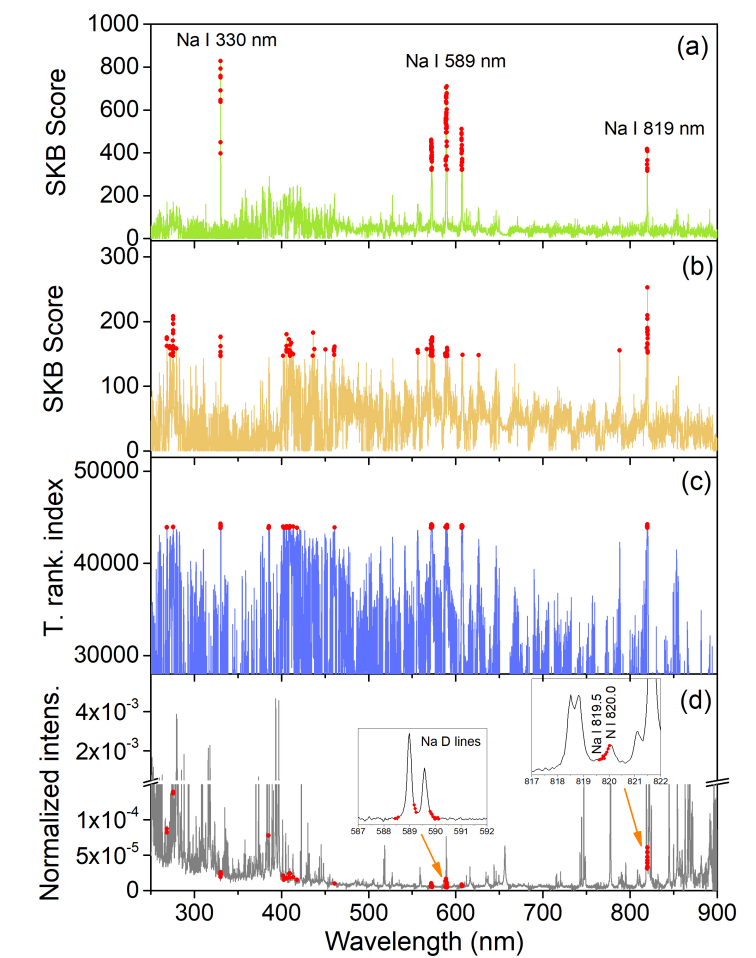 1000
800
600
400
200
0
SKB Score
Na I 330 nm
Na I 589 nm
Na I 819 nm
(a)
300
200
100
0
SKB Score
(b)
50000
40000
30000
T. rank. index
(c)
4x10⁻³
2x10⁻³
1x10⁻⁴
5x10⁻⁵
0
Normalized intens.
(d)
Na D lines
587 588 589 590 591 592
Na I 819.5
N I 820.0
817 818 819 820 821 822
300 400 500 600 700 800 900
Wavelength (nm)